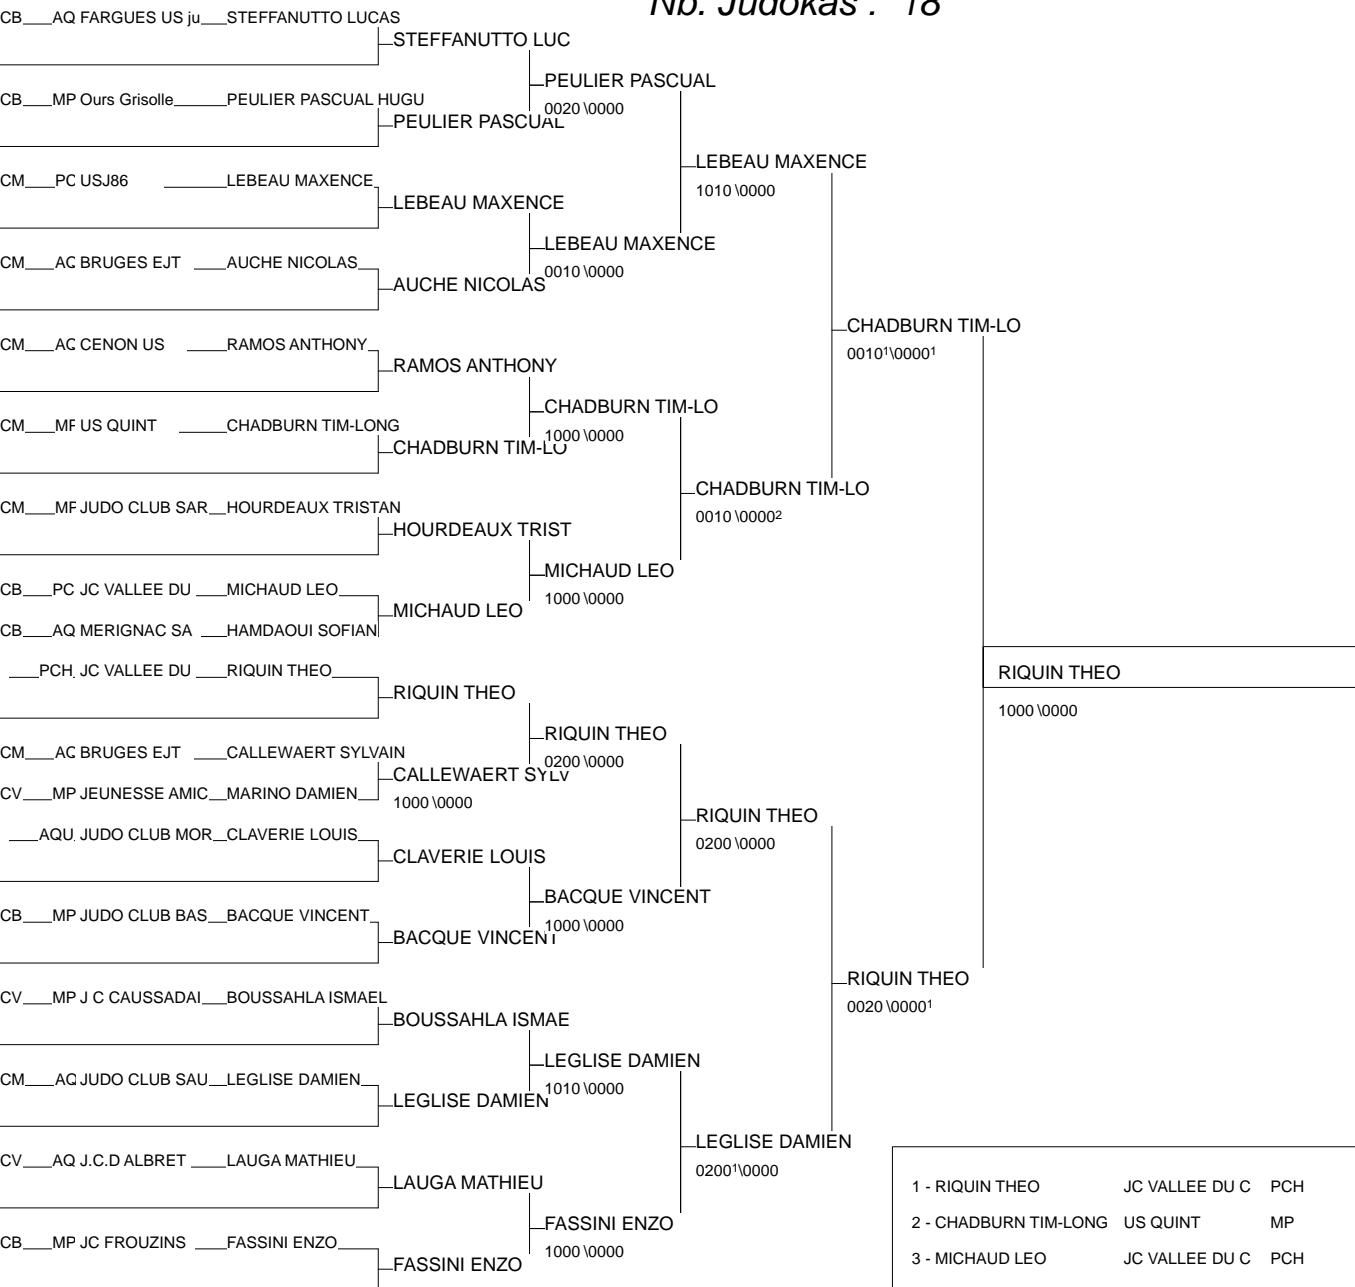 Nb. Judokas : 18
CB AQ FARGUES US ju STEFFANUTTO LUCAS
STEFFANUTTO LUC
PEULIER PASCUAL
0020 \0000
CB MP Ours Grisolle PEULIER PASCUAL HUGU
PEULIER PASCUAL
LEBEAU MAXENCE
1010 \0000
CM PC USJ86 LEBEAU MAXENCE
LEBEAU MAXENCE
LEBEAU MAXENCE
0010 \0000
CM AQ BRUGES EJT AUCHE NICOLAS
AUCHE NICOLAS
CHADBURN TIM-LO
0010¹\0000¹
CM AQ CENON US RAMOS ANTHONY
RAMOS ANTHONY
CHADBURN TIM-LO
1000 \0000
CM MP US QUINT CHADBURN TIM-LONG
CHADBURN TIM-LO
CHADBURN TIM-LO
0010 \0000²
CM MP JUDO CLUB SAR HOURDEAUX TRISTAN
HOURDEAUX TRIST
MICHAUD LEO
1000 \0000
CB PC JC VALLEE DU MICHAUD LEO
MICHAUD LEO
CB AQ MERIGNAC SA HAMDAOUI SOFIAN
PCH JC VALLEE DU RIQUIN THEO
RIQUIN THEO
1000 \0000
RIQUIN THEO
RIQUIN THEO
0200 \0000
CM AQ BRUGES EJT CALLEWAERT SYLVAIN
CALLEWAERT SYLV
1000 \0000
CV MP JEUNESSE AMIC MARINO DAMIEN
RIQUIN THEO
0200 \0000
AQU JUDO CLUB MOR CLAVERIE LOUIS
CLAVERIE LOUIS
BACQUE VINCENT
1000 \0000
CB MP JUDO CLUB BAS BACQUE VINCENT
BACQUE VINCENT
RIQUIN THEO
0020 \0000¹
CV MP J C CAUSSADAI BOUSSAHLA ISMAEL
BOUSSAHLA ISMAE
LEGLISE DAMIEN
1010 \0000
CM AQ JUDO CLUB SAU LEGLISE DAMIEN
LEGLISE DAMIEN
LEGLISE DAMIEN
0200¹\0000
CV AQ J.C.D ALBRET LAUGA MATHIEU
LAUGA MATHIEU
FASSINI ENZO
1000 \0000
CB MP JC FROUZINS FASSINI ENZO
FASSINI ENZO
1 - RIQUIN THEO JC VALLEE DU C PCH
2 - CHADBURN TIM-LONG US QUINT MP
3 - MICHAUD LEO JC VALLEE DU C PCH